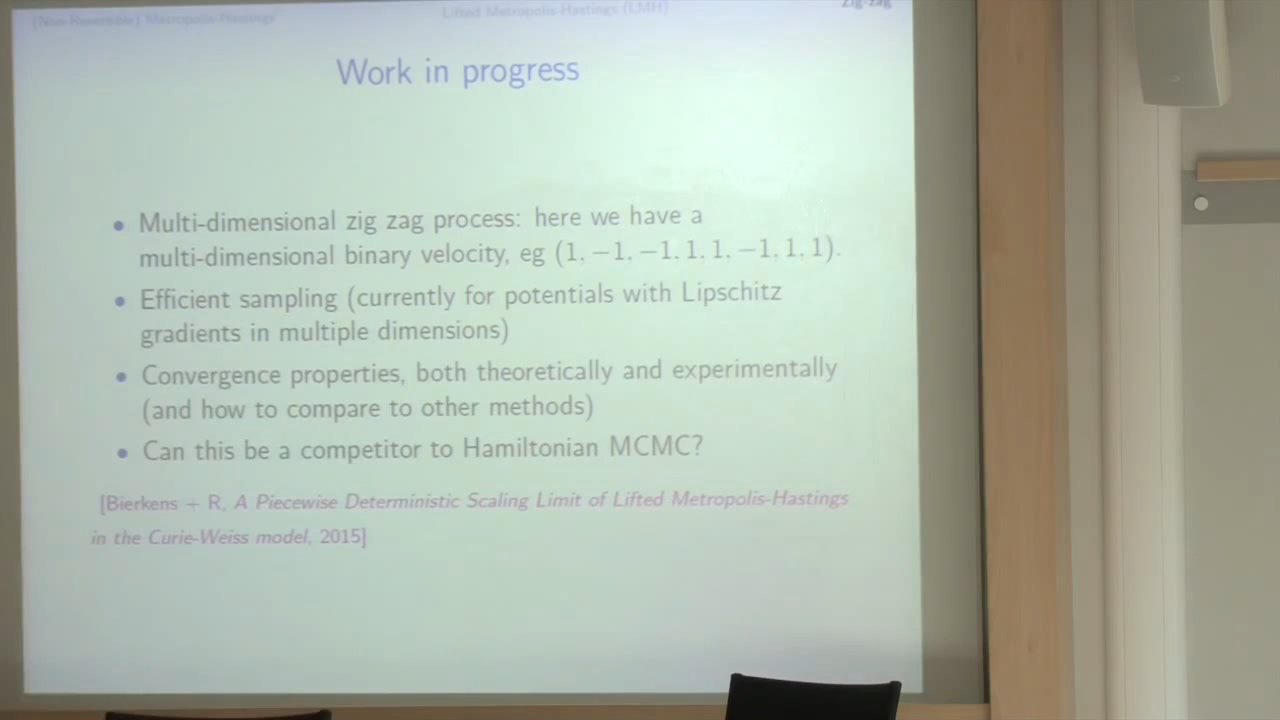 (Non-Reversible) Metropolis-Hastings Lifted Metropolis-Hastings (LMH) Zig-zag
Work in progress
• Multi-dimensional zig zag process: here we have a
multi-dimensional binary velocity, eg (1, −1, −1, 1, 1, −1, 1, 1).
• Efficient sampling (currently for potentials with Lipschitz
gradients in multiple dimensions)
• Convergence properties, both theoretically and experimentally
(and how to compare to other methods)
• Can this be a competitor to Hamiltonian MCMC?
[Bierkens + R, A Piecewise Deterministic Scaling Limit of Lifted Metropolis-Hastings
in the Curie-Weiss model, 2015]